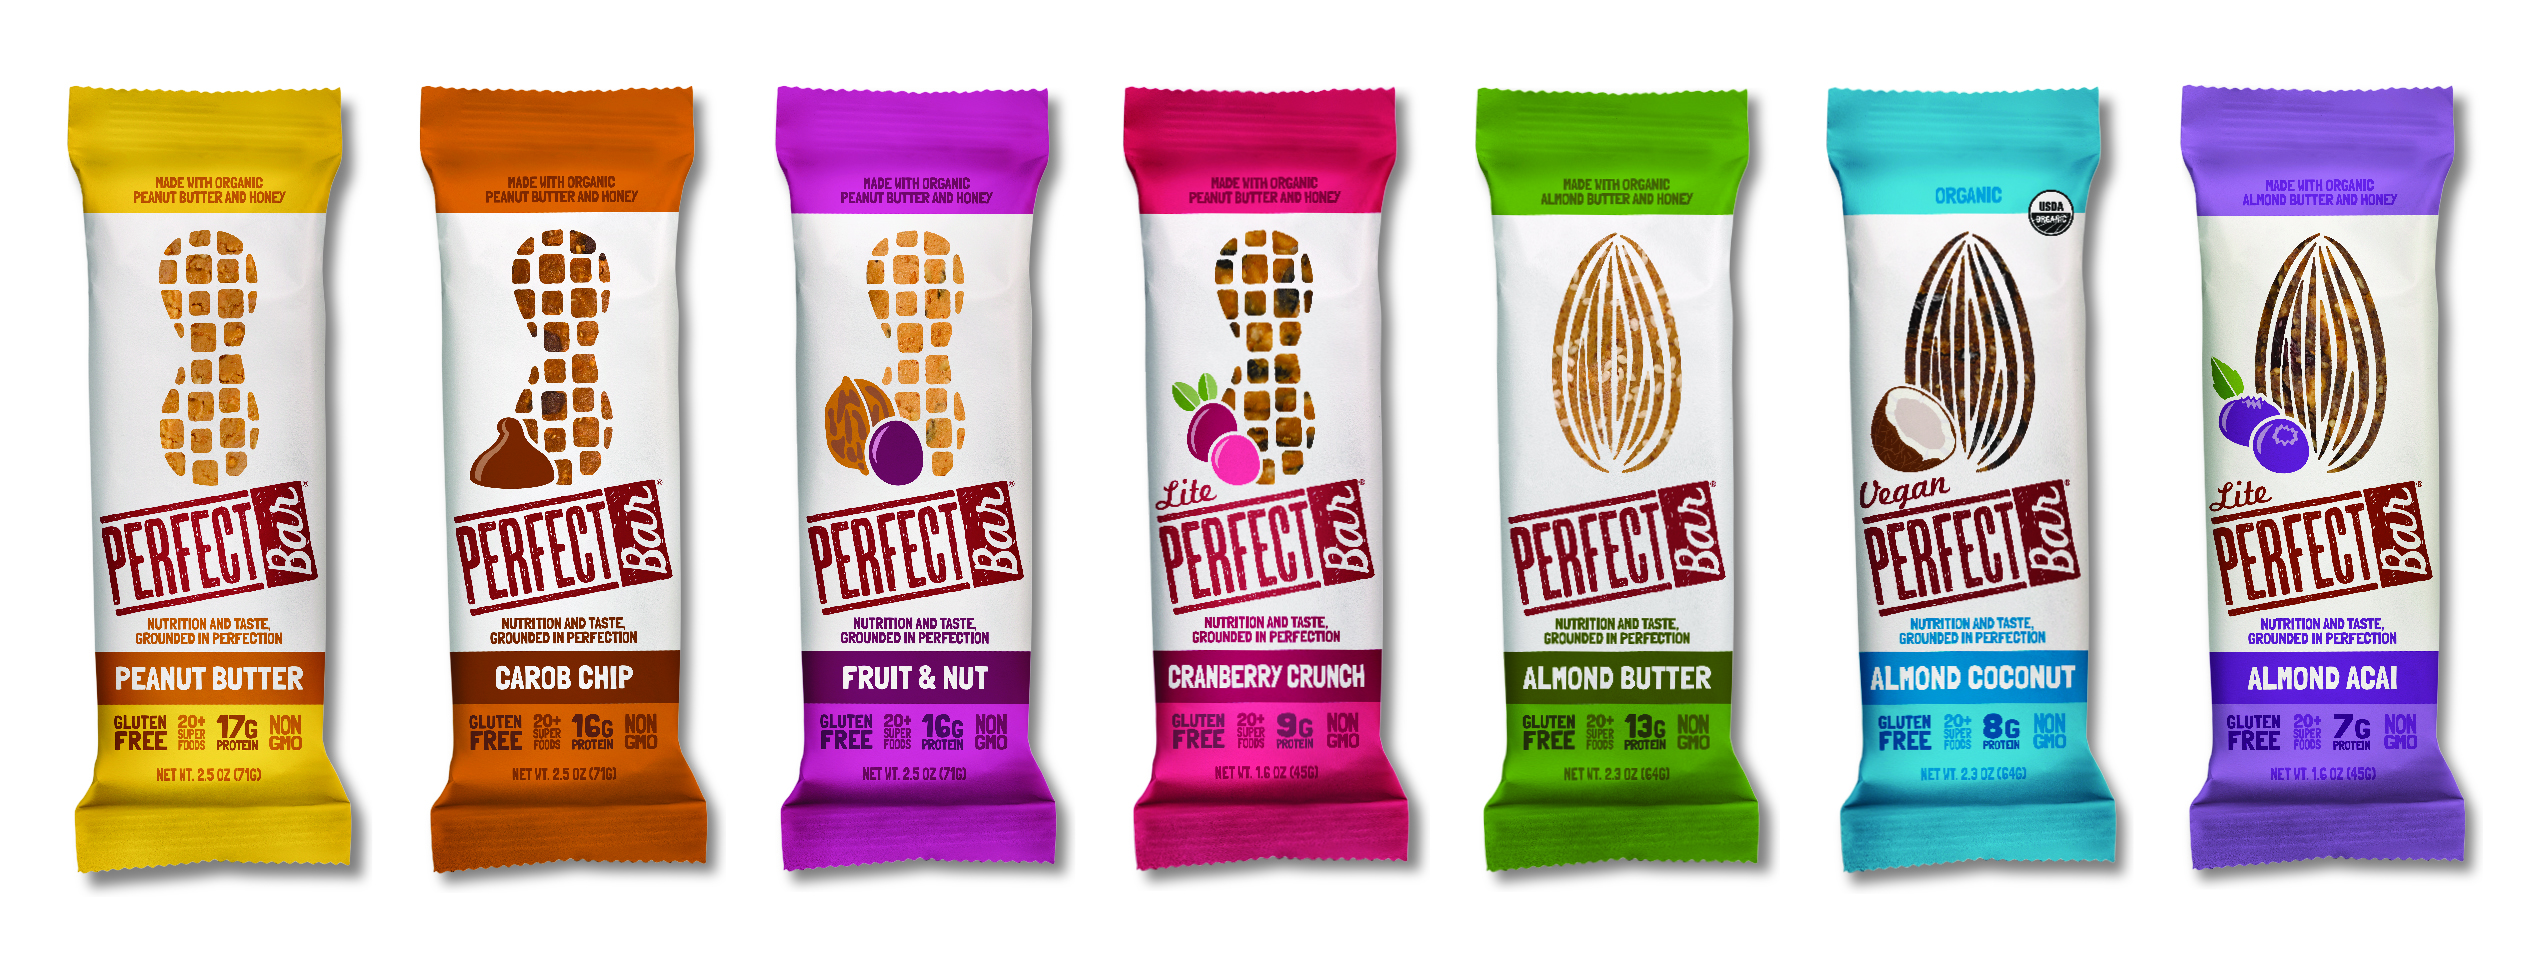 MADE WITH ORGANIC
PEANUT BUTTER AND HONEY
PERFECT Bar®
NUTRITION AND TASTE,
GROUNDED IN PERFECTION
PEANUT BUTTER
GLUTEN FREE 20+ SUPER FOODS 17G PROTEIN NON GMO
NET WT. 2.5 OZ (71G)
MADE WITH ORGANIC
PEANUT BUTTER AND HONEY
PERFECT Bar®
NUTRITION AND TASTE,
GROUNDED IN PERFECTION
CAROB CHIP
GLUTEN FREE 20+ SUPER FOODS 16G PROTEIN NON GMO
NET WT. 2.5 OZ (71G)
MADE WITH ORGANIC
PEANUT BUTTER AND HONEY
PERFECT Bar®
NUTRITION AND TASTE,
GROUNDED IN PERFECTION
FRUIT & NUT
GLUTEN FREE 20+ SUPER FOODS 16G PROTEIN NON GMO
NET WT. 2.5 OZ (71G)
MADE WITH ORGANIC
PEANUT BUTTER AND HONEY
Lite
PERFECT Bar®
NUTRITION AND TASTE,
GROUNDED IN PERFECTION
CRANBERRY CRUNCH
GLUTEN FREE 20+ SUPER FOODS 9G PROTEIN NON GMO
NET WT. 1.6 OZ (45G)
MADE WITH ORGANIC
ALMOND BUTTER AND HONEY
PERFECT Bar®
NUTRITION AND TASTE,
GROUNDED IN PERFECTION
ALMOND BUTTER
GLUTEN FREE 20+ SUPER FOODS 13G PROTEIN NON GMO
NET WT. 2.3 OZ (64G)
ORGANIC
USDA
ORGANIC
Vegan
PERFECT Bar®
NUTRITION AND TASTE,
GROUNDED IN PERFECTION
ALMOND COCONUT
GLUTEN FREE 20+ SUPER FOODS 8G PROTEIN NON GMO
NET WT. 2.3 OZ (64G)
MADE WITH ORGANIC
ALMOND BUTTER AND HONEY
Lite
PERFECT Bar®
NUTRITION AND TASTE,
GROUNDED IN PERFECTION
ALMOND ACAI
GLUTEN FREE 20+ SUPER FOODS 7G PROTEIN NON GMO
NET WT. 1.6 OZ (45G)